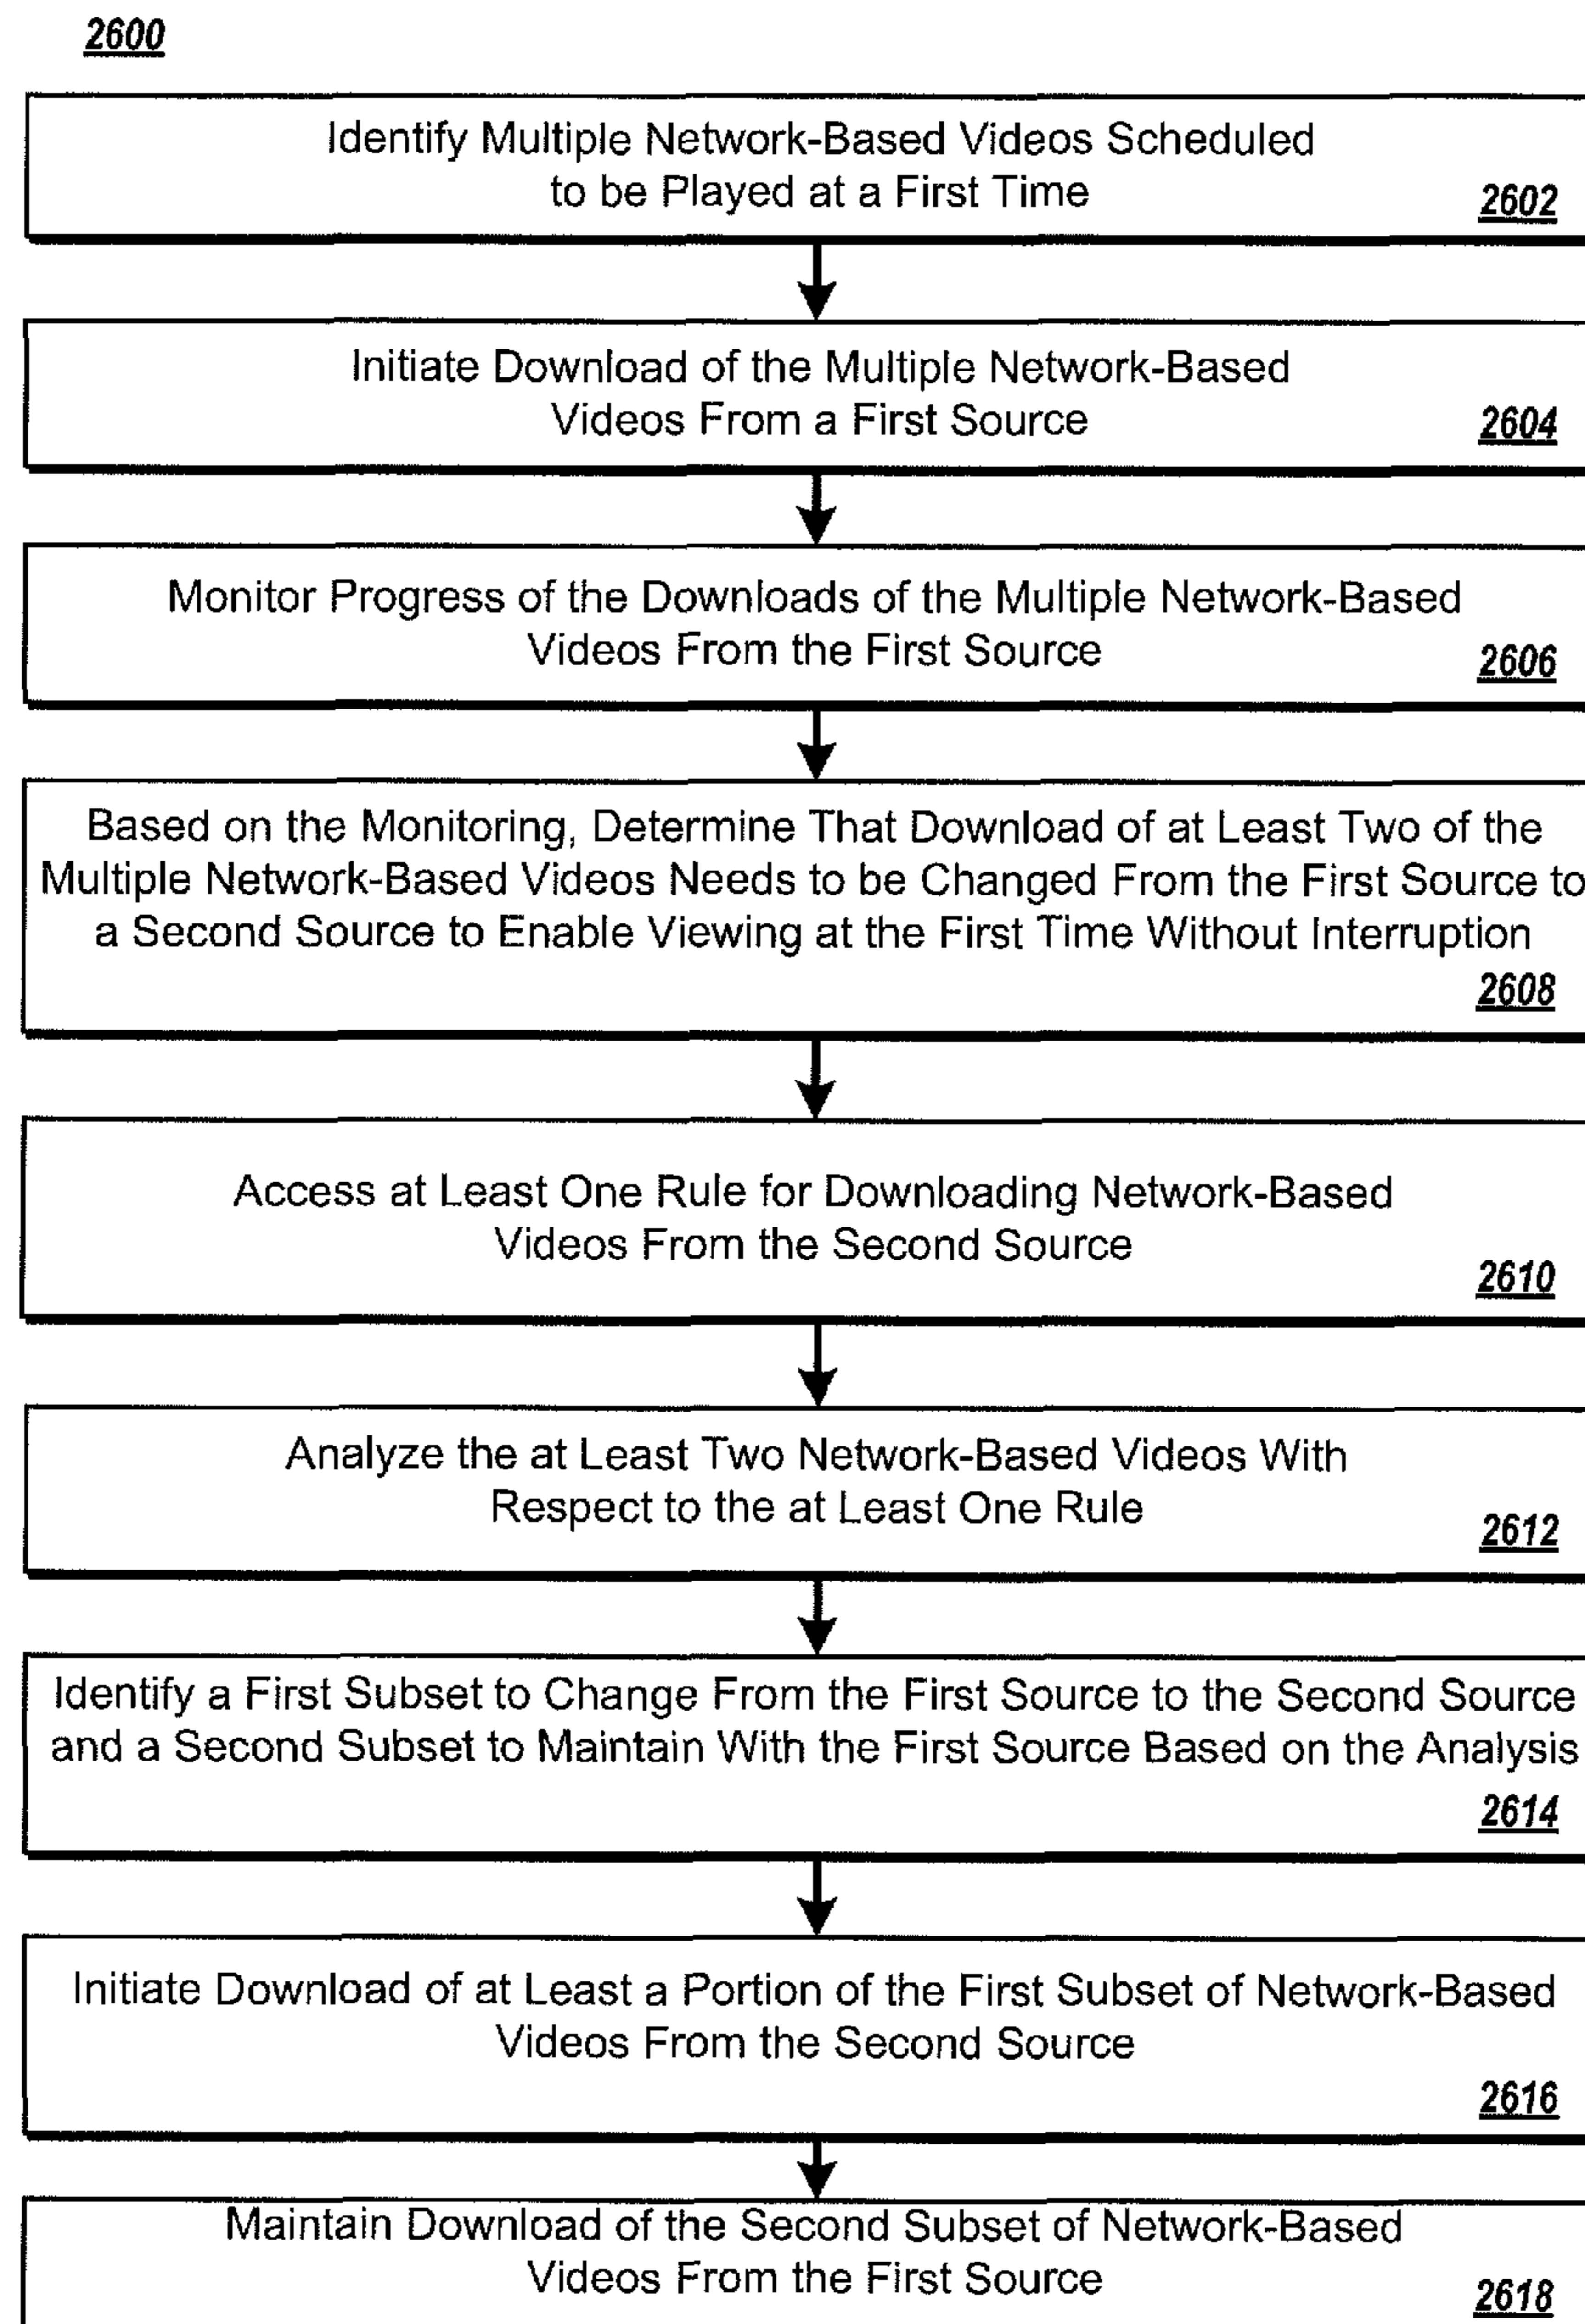 2600
Identify Multiple Network-Based Videos Scheduled
to be Played at a First Time
2602
Initiate Download of the Multiple Network-Based
Videos From a First Source
2604
Monitor Progress of the Downloads of the Multiple Network-Based
Videos From the First Source
2606
Based on the Monitoring, Determine That Download of at Least Two of the
Multiple Network-Based Videos Needs to be Changed From the First Source to
a Second Source to Enable Viewing at the First Time Without Interruption
2608
Access at Least One Rule for Downloading Network-Based
Videos From the Second Source
2610
Analyze the at Least Two Network-Based Videos With
Respect to the at Least One Rule
2612
Identify a First Subset to Change From the First Source to the Second Source
and a Second Subset to Maintain With the First Source Based on the Analysis
2614
Initiate Download of at Least a Portion of the First Subset of Network-Based
Videos From the Second Source
2616
Maintain Download of the Second Subset of Network-Based
Videos From the First Source
2618